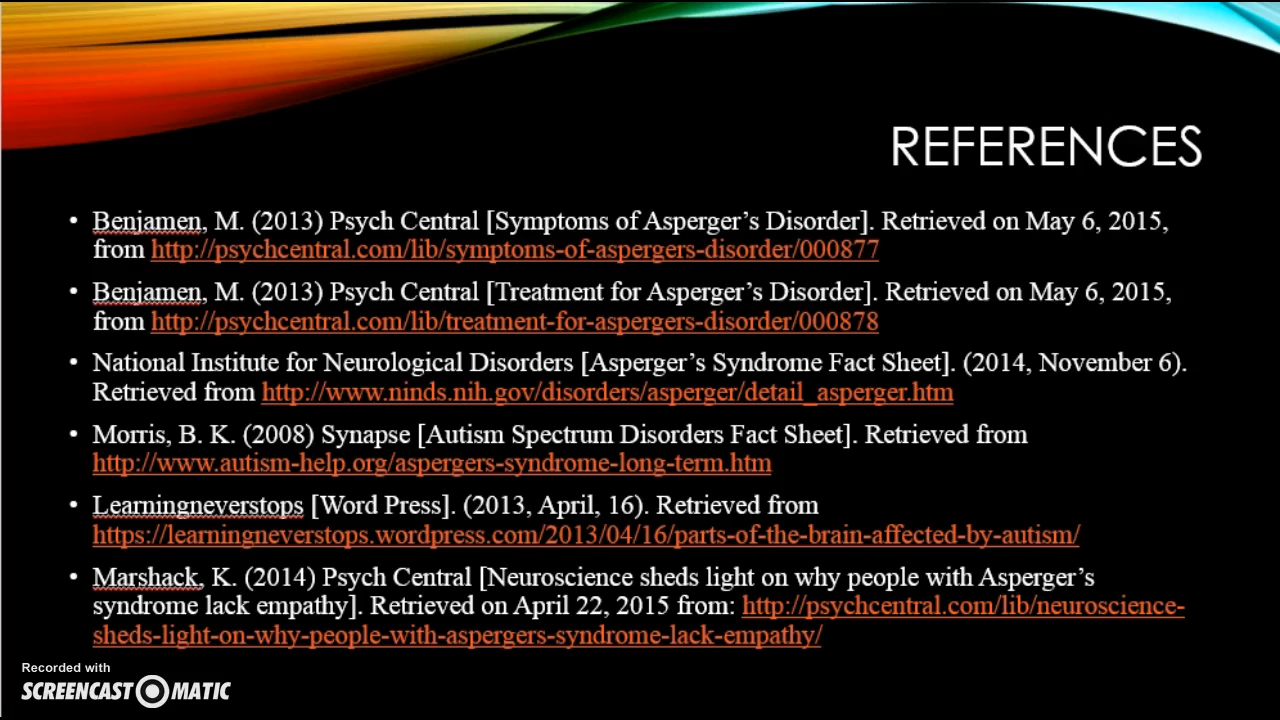 REFERENCES
• Benjamen, M. (2013) Psych Central [Symptoms of Asperger's Disorder]. Retrieved on May 6, 2015,
from http://psychcentral.com/lib/symptoms-of-aspergers-disorder/000877
• Benjamen, M. (2013) Psych Central [Treatment for Asperger's Disorder]. Retrieved on May 6, 2015,
from http://psychcentral.com/lib/treatment-for-aspergers-disorder/000878
• National Institute for Neurological Disorders [Asperger's Syndrome Fact Sheet]. (2014, November 6).
Retrieved from http://www.ninds.nih.gov/disorders/asperger/detail_asperger.htm
• Morris, B. K. (2008) Synapse [Autism Spectrum Disorders Fact Sheet]. Retrieved from
http://www.autism-help.org/aspergers-syndrome-long-term.htm
• Learningneverstops [Word Press]. (2013, April, 16). Retrieved from
https://learningneverstops.wordpress.com/2013/04/16/parts-of-the-brain-affected-by-autism/
• Marshack, K. (2014) Psych Central [Neuroscience sheds light on why people with Asperger's
syndrome lack empathy]. Retrieved on April 22, 2015 from: http://psychcentral.com/lib/neuroscience-
sheds-light-on-why-people-with-aspergers-syndrome-lack-empathy/
Recorded with
SCREENCAST MATIC